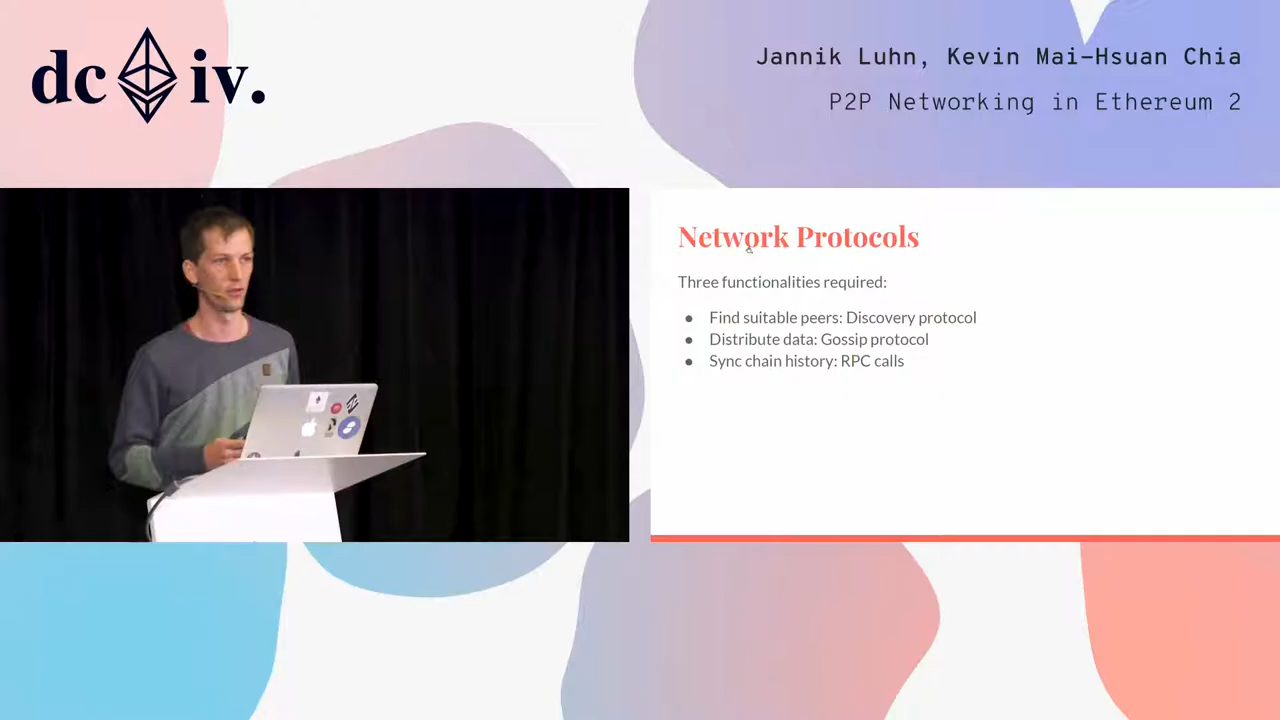 dc iv.
Jannik Luhn, Kevin Mai-Hsuan Chia
P2P Networking in Ethereum 2
Network Protocols
Three functionalities required:
● Find suitable peers: Discovery protocol
● Distribute data: Gossip protocol
● Sync chain history: RPC calls